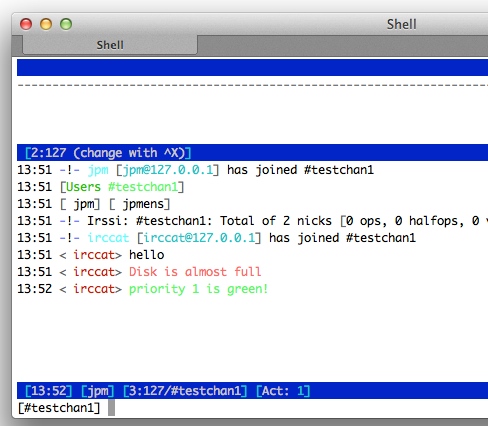 Shell
Shell
[2:127 (change with ^X)]
13:51 -!- jpm [jpm@127.0.0.1] has joined #testchan1
13:51 [Users #testchan1]
13:51 [ jpm] [ jpmens]
13:51 -!- Irssi: #testchan1: Total of 2 nicks [0 ops, 0 halfops, 0
13:51 -!- irccat [irccat@127.0.0.1] has joined #testchan1
13:51 < irccat> hello
13:51 < irccat> Disk is almost full
13:52 < irccat> priority 1 is green!
[13:52] [jpm] [3:127/#testchan1] [Act: 1]
[#testchan1]